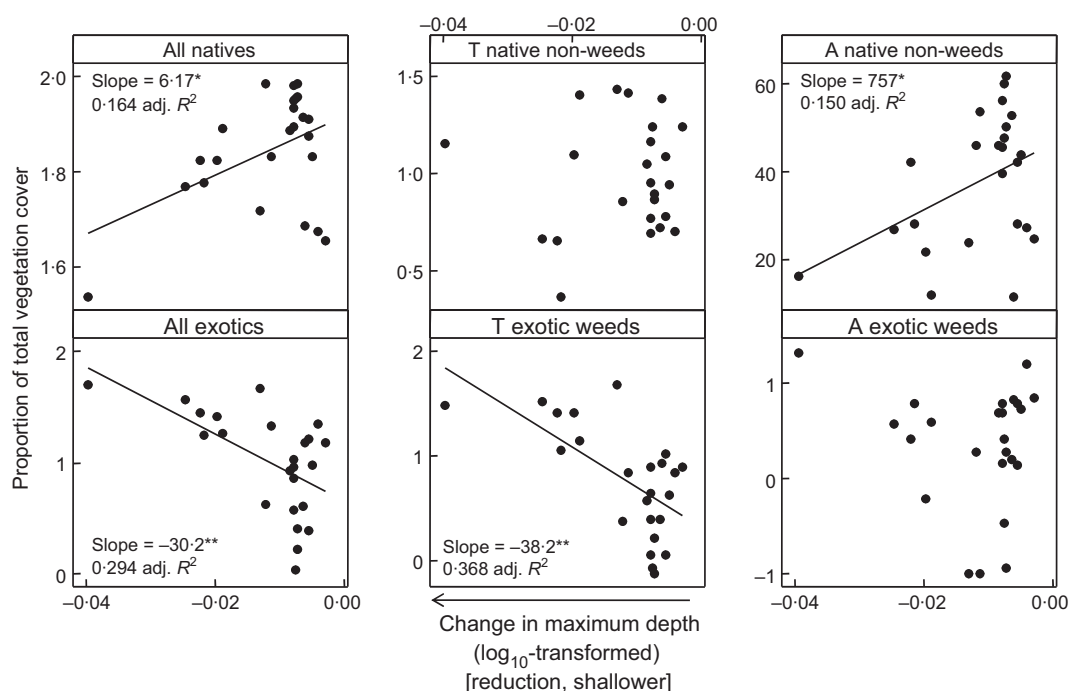 –0·04 –0·02 0·00
All natives T native non-weeds A native non-weeds
2·0
1·8
1·6
Slope = 6·17*
0·164 adj. R²
1·5
1·0
0·5
60
40
20
Slope = 757*
0·150 adj. R²
Proportion of total vegetation cover
All exotics T exotic weeds A exotic weeds
2
1
0
Slope = –30·2**
0·294 adj. R²
2
1
0
Slope = –38·2**
0·368 adj. R²
1
0
–1
–0·04 –0·02 0·00 –0·04 –0·02 0·00
Change in maximum depth
(log₁₀-transformed)
[reduction, shallower]